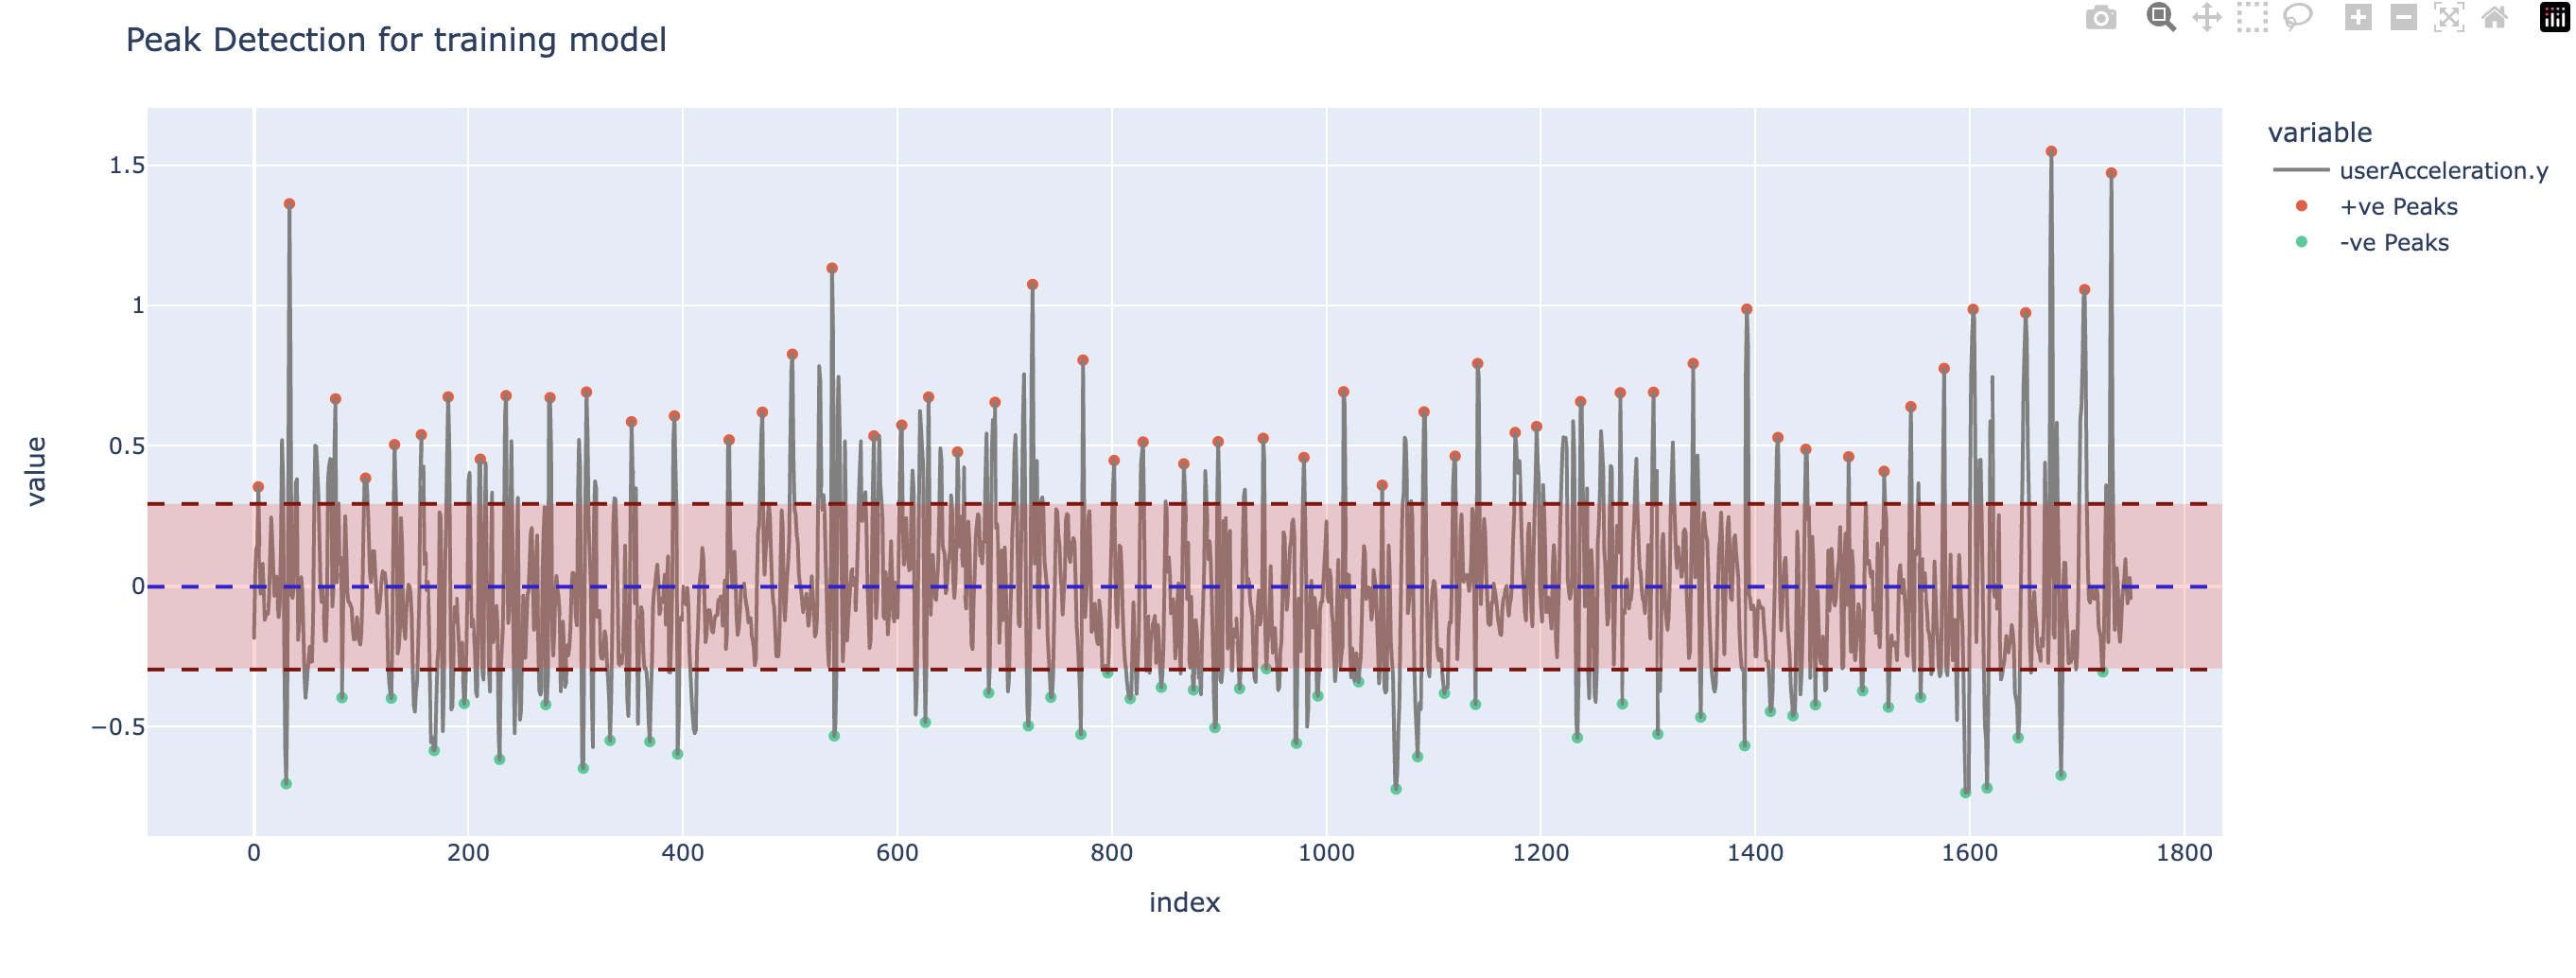 Peak Detection for training model
variable
userAcceleration.y
+ve Peaks
-ve Peaks
value
1.5
1
0.5
0
−0.5
0
200
400
600
800
1000
1200
1400
1600
1800
index